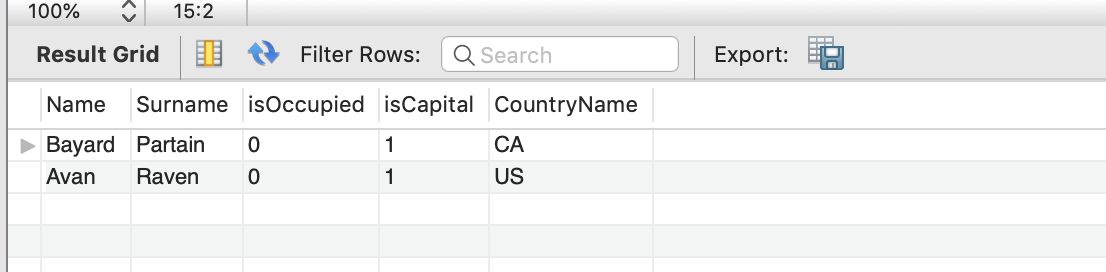 100% 15:2
Result Grid Filter Rows: Search Export:
Name Surname isOccupied isCapital CountryName
Bayard Partain 0 1 CA
Avan Raven 0 1 US